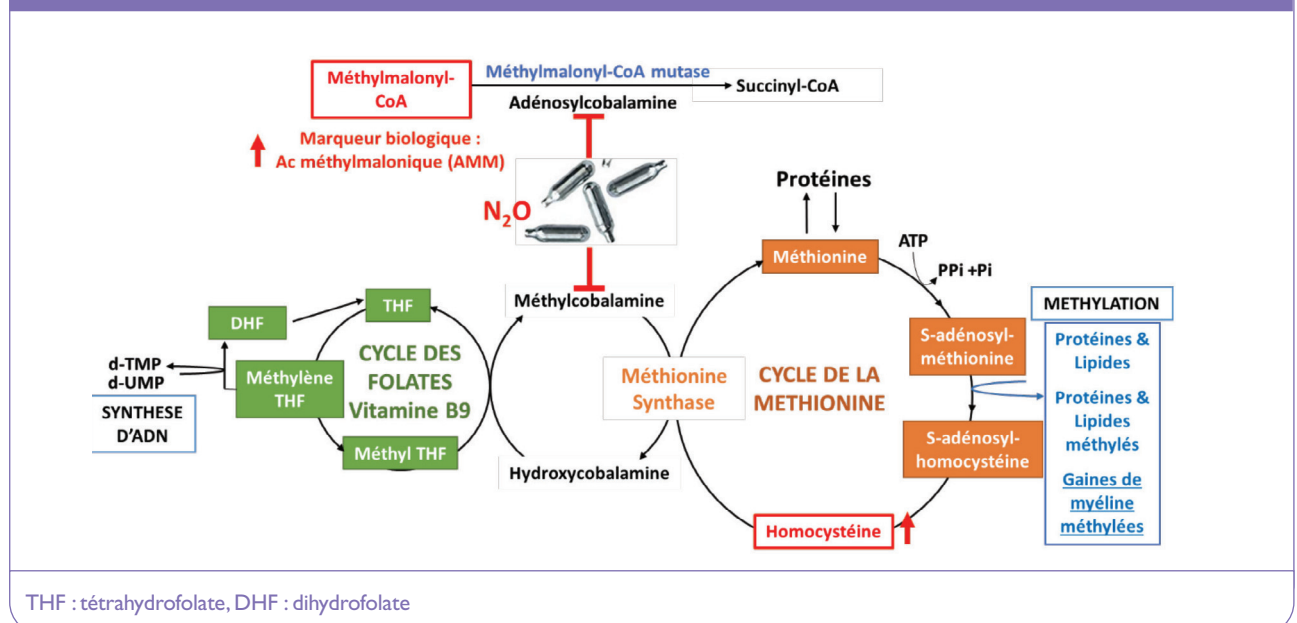 Méthylmalonyl-
CoA
Méthylmalonyl-CoA mutase
Adénosylcobalamine
Succinyl-CoA
Marqueur biologique :
Ac méthylmalonique (AMM)
N₂O
Protéines
Méthionine
ATP
PPi +Pi
METHYLATION
S-adénosyl-
méthionine
Protéines &
Lipides
Protéines &
Lipides
méthylés
Gaines de
myéline
méthylées
S-adénosyl-
homocystéine
CYCLE DE LA
METHIONINE
Méthionine
Synthase
Homocystéine
Méthylcobalamine
Hydroxycobalamine
THF
DHF
CYCLE DES
FOLATES
Vitamine B9
Méthylène
THF
Méthyl THF
d-TMP
d-UMP
SYNTHESE
D’ADN
THF : tétrahydrofolate, DHF : dihydrofolate